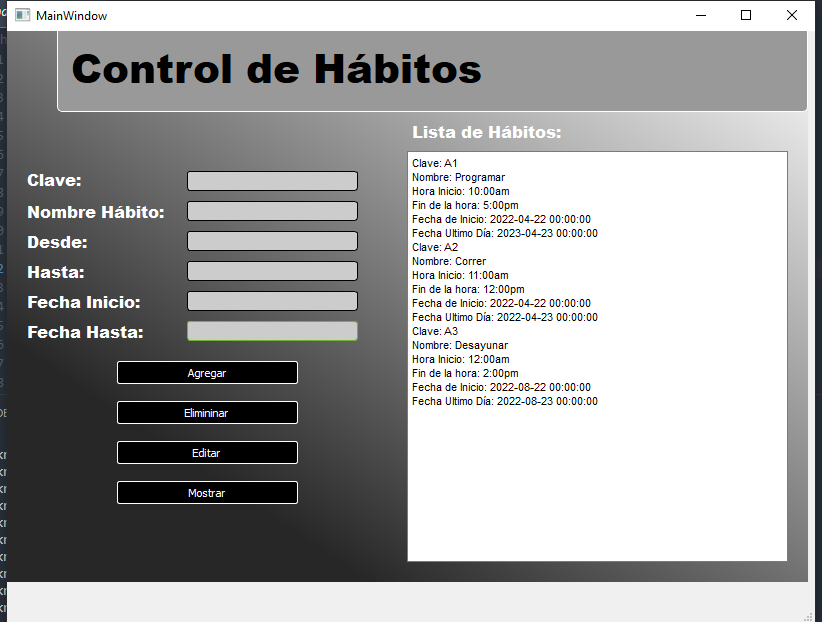 MainWindow
Control de Hábitos
Lista de Hábitos:
Clave:
Nombre Hábito:
Desde:
Hasta:
Fecha Inicio:
Fecha Hasta:
Agregar
Elimininar
Editar
Mostrar
Clave: A1
Nombre: Programar
Hora Inicio: 10:00am
Fin de la hora: 5:00pm
Fecha de Inicio: 2022-04-22 00:00:00
Fecha Ultimo Día: 2023-04-23 00:00:00
Clave: A2
Nombre: Correr
Hora Inicio: 11:00am
Fin de la hora: 12:00pm
Fecha de Inicio: 2022-04-22 00:00:00
Fecha Ultimo Día: 2022-04-23 00:00:00
Clave: A3
Nombre: Desayunar
Hora Inicio: 12:00am
Fin de la hora: 2:00pm
Fecha de Inicio: 2022-08-22 00:00:00
Fecha Ultimo Día: 2022-08-23 00:00:00